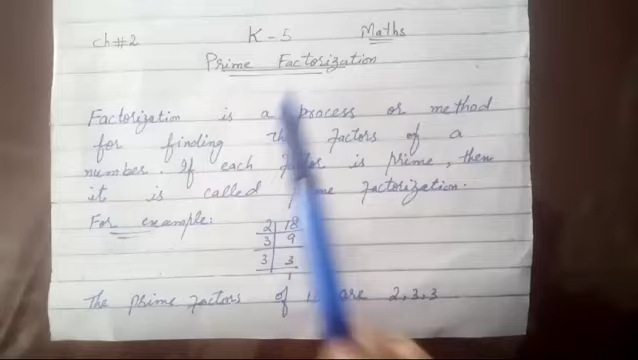 Ch #2 K-5 Maths
Prime Factorization
Factorization is a process or method
for finding the factors of a
number. If each factor is prime, then
it is called prime factorization.
For example:
2 | 18
3 | 9
3 | 3
1
The prime factors of are 2,3,3